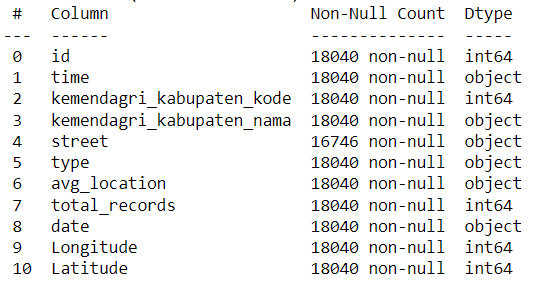 #   Column                    Non-Null Count  Dtype
---  ------                    --------------  -----
 0   id                        18040 non-null  int64
 1   time                      18040 non-null  object
 2   kemendagri_kabupaten_kode  18040 non-null  int64
 3   kemendagri_kabupaten_nama  18040 non-null  object
 4   street                    16746 non-null  object
 5   type                      18040 non-null  object
 6   avg_location              18040 non-null  object
 7   total_records             18040 non-null  int64
 8   date                      18040 non-null  object
 9   Longitude                 18040 non-null  int64
 10  Latitude                  18040 non-null  int64